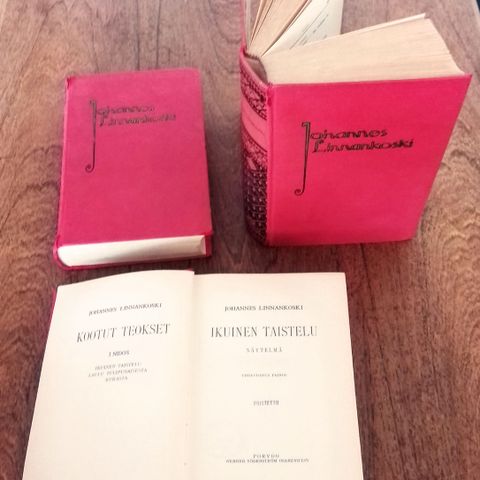 Johannes
Linnankoski
Johannes
Linnankoski
JOHANNES LINNANKOSKI
KOOTUT TEOKSET
I NIDOS
IKUINEN TAISTELU
LAULU TULIPUNAISESTA
KUKASTA
JOHANNES LINNANKOSKI
IKUINEN TAISTELU
NÄYTELMÄ
PAINOS
PORVOO
WERNER SÖDERSTRÖM OSAKEYHTIÖ